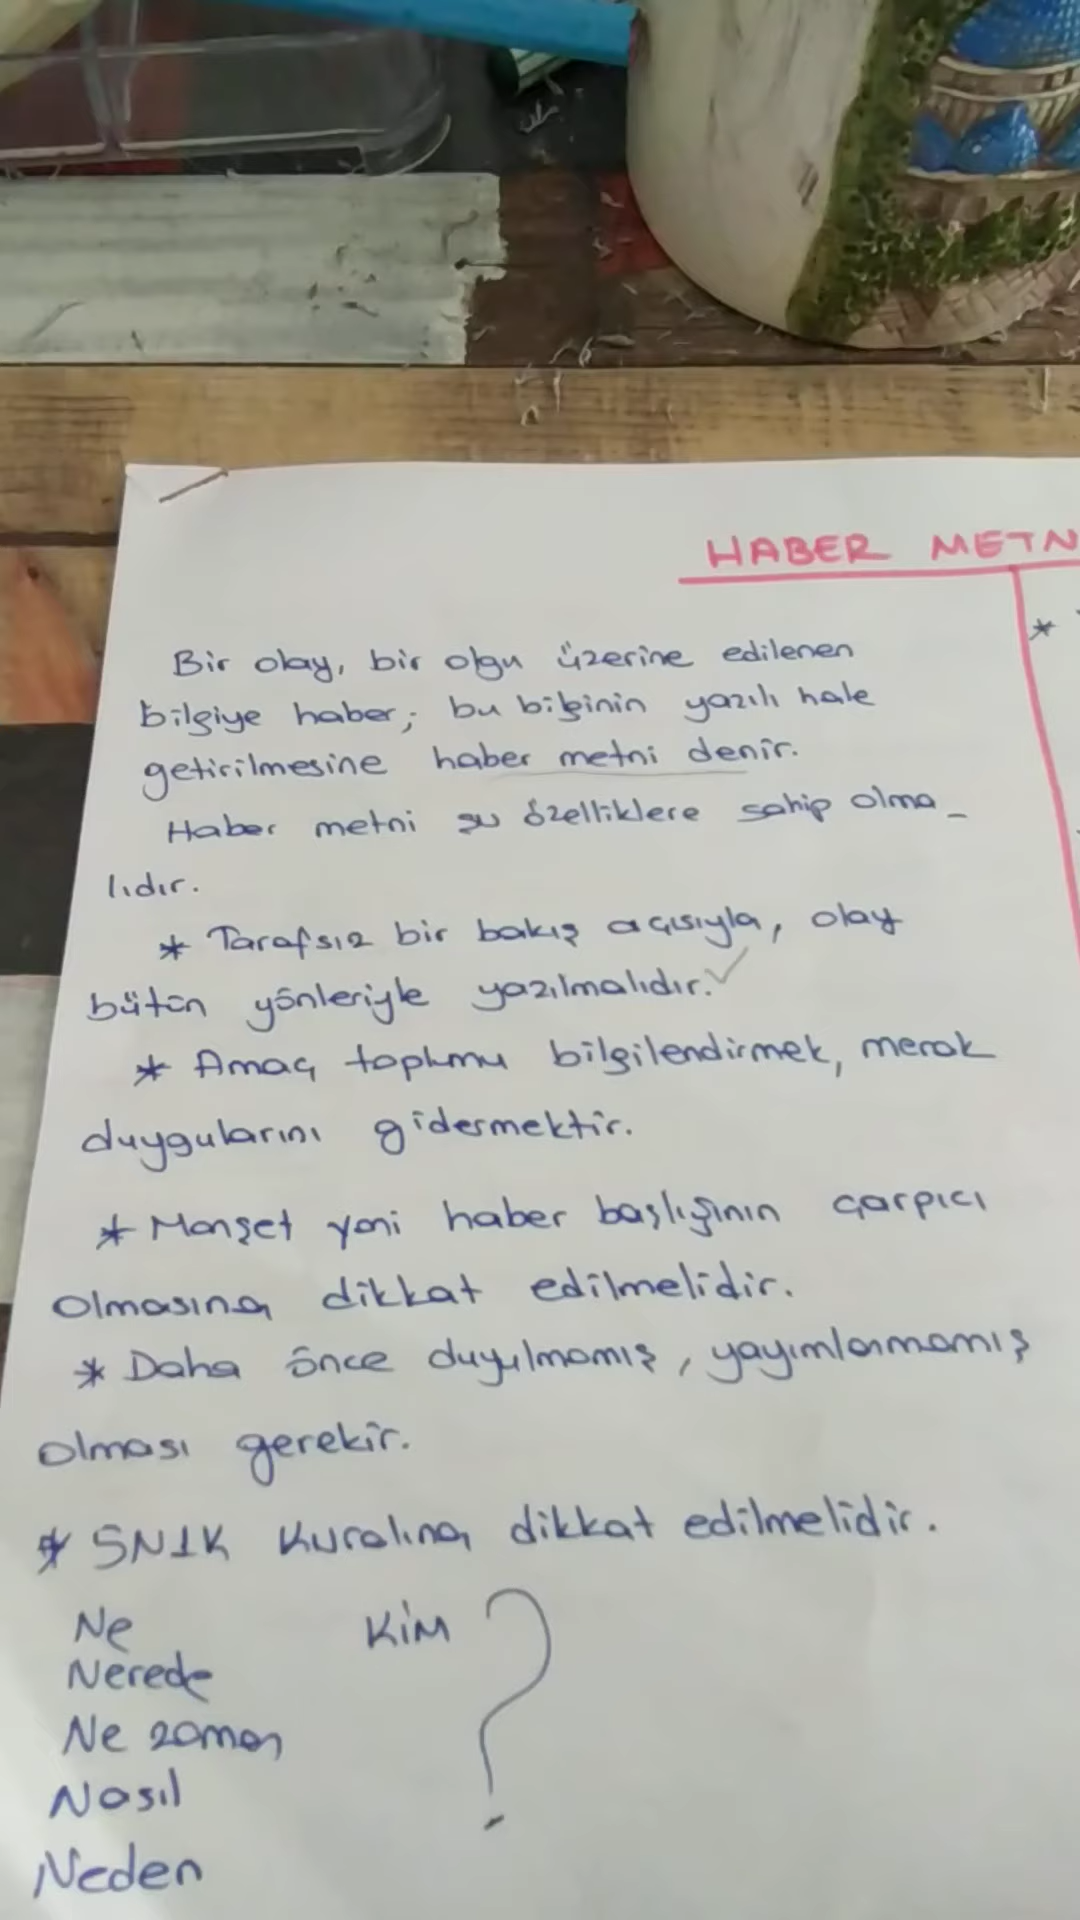 HABER METN
Bir olay, bir olgu üzerine edilenen
bilgiye haber; bu bilginin yazılı hale
getirilmesine haber metni denir.
Haber metni şu özelliklere sahip olma-
lıdır.
* Tarafsız bir bakış açısıyla, olay
bütün yönleriyle yazılmalıdır.
* Amaç toplumu bilgilendirmek, merak
duygularını gidermektir.
* Manşet yani haber başlığının çarpıcı
olmasına dikkat edilmelidir.
* Daha önce duyulmamış, yayımlanmamış
olması gerekir.
* 5N1K Kuralına dikkat edilmelidir.
Ne Kim ?
Nerede
Ne zaman
Nasıl
Neden
*